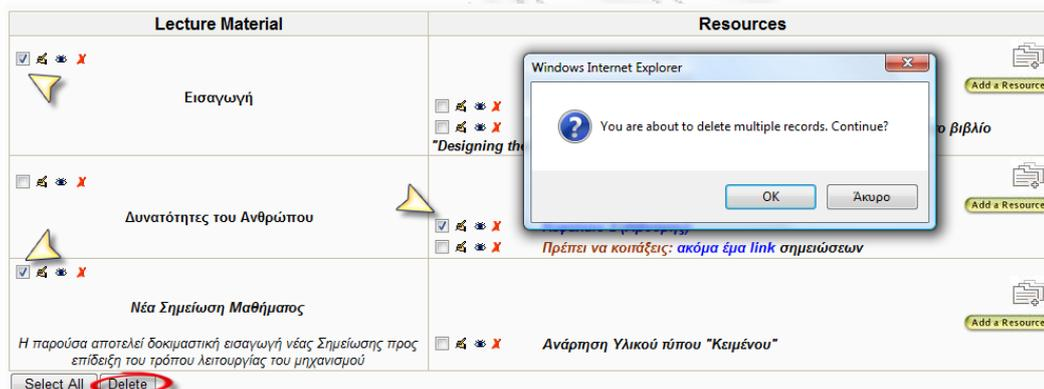 Lecture Material
Resources
Εισαγωγή
Add a Resource
ο βιβλίο
"Designing the
Windows Internet Explorer
You are about to delete multiple records. Continue?
OK
Άκυρο
Δυνατότητες του Ανθρώπου
Add a Resource
Πρέπει να κοιτάξεις: ακόμα έμα link σημειώσεων
Νέα Σημείωση Μαθήματος
Η παρούσα αποτελεί δοκιμαστική εισαγωγή νέας Σημείωσης προς
επίδειξη του τρόπου λειτουργίας του μηχανισμού
Add a Resource
Ανάρτηση Υλικού τύπου "Κειμένου"
Select All
Delete